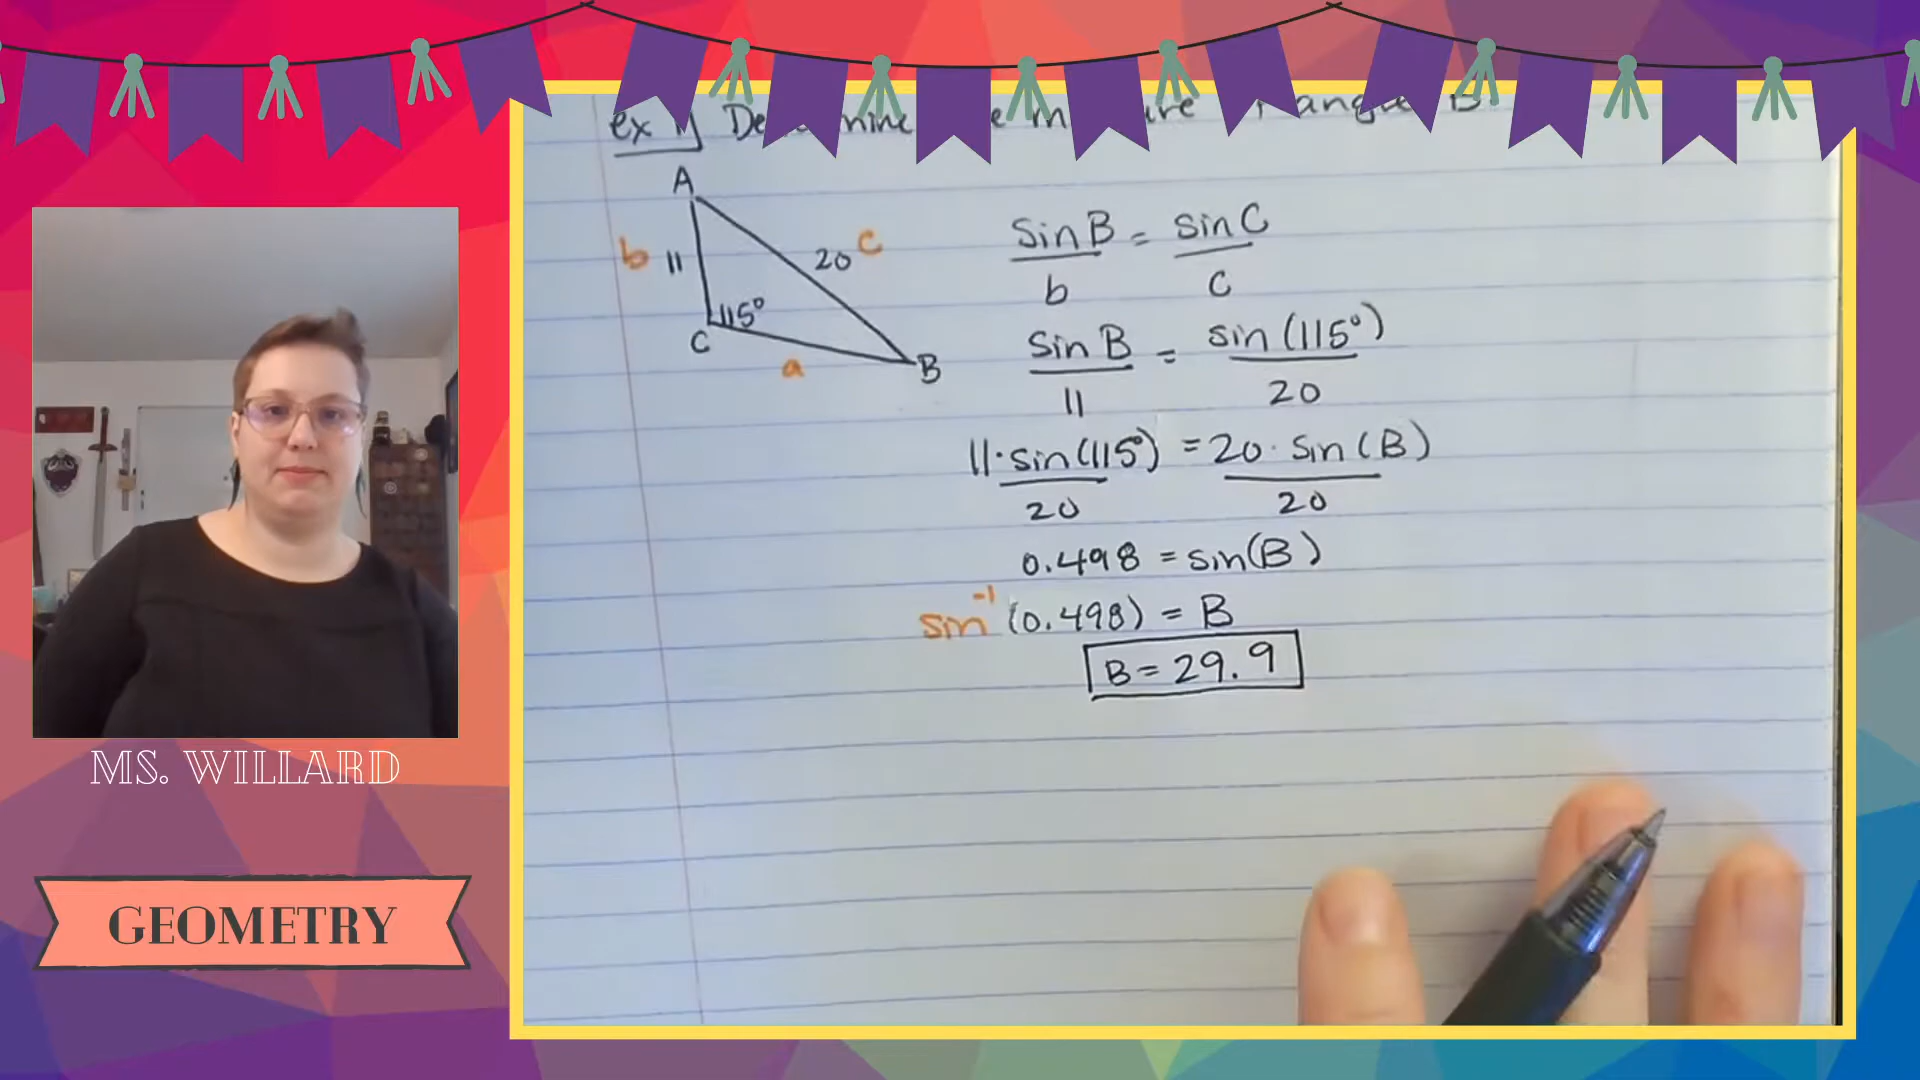 ex
A
b 11
20 c
115°
C
a
B
sin B = sin C
b c
sin B = sin (115°)
11 20
11·sin(115°) = 20·sin(B)
20 20
0.498 = sin(B)
sin⁻¹ (0.498) = B
B = 29.9
MS. WILLARD
GEOMETRY